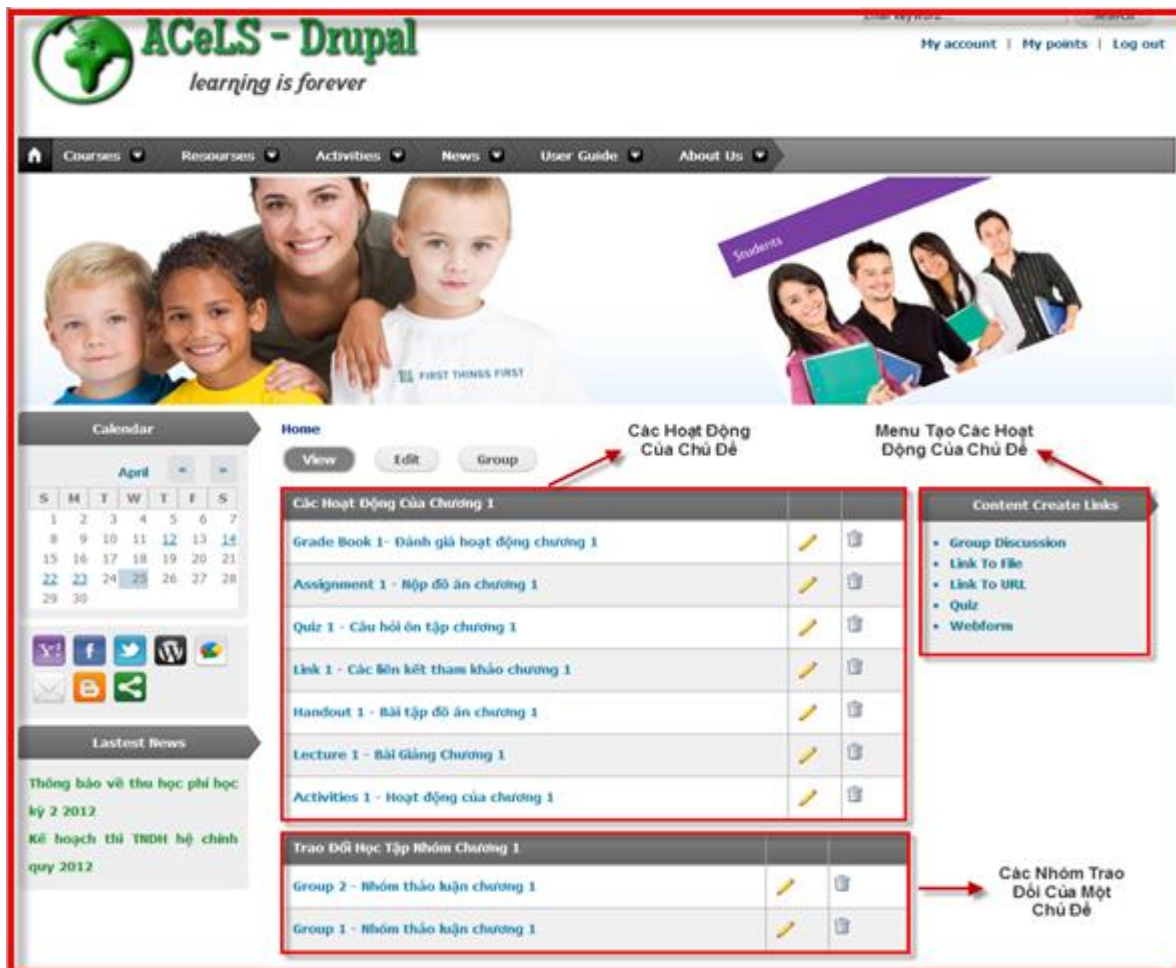 ACeLS - Drupal
learning is forever
Enter keyword... Search
My account | My points | Log out
Courses Resourses Activities News User Guide About Us
Students
FIRST THINGS FIRST
Calendar
April « »
S M T W T F S
1 2 3 4 5 6 7
8 9 10 11 12 13 14
15 16 17 18 19 20 21
22 23 24 25 26 27 28
29 30
Y!
Lastest News
Thông báo về thu học phí học
kỳ 2 2012
Kế hoạch thi TNDH hệ chính
quy 2012
Home
View Edit Group
Các Hoạt Động
Của Chủ Đề
Menu Tạo Các Hoạt
Động Của Chủ Đề
Các Hoạt Động Của Chương 1
Grade Book 1- Đánh giá hoạt động chương 1
Assignment 1 - Nộp đồ án chương 1
Quiz 1 - Câu hỏi ôn tập chương 1
Link 1 - Các liên kết tham khảo chương 1
Handout 1 - Bài tập đồ án chương 1
Lecture 1 - Bài Giảng Chương 1
Activities 1 - Hoạt động của chương 1
Content Create Links
Group Discussion
Link To File
Link To URL
Quiz
Webform
Trao Đổi Học Tập Nhóm Chương 1
Group 2 - Nhóm thảo luận chương 1
Group 1 - Nhóm thảo luận chương 1
Các Nhóm Trao
Đổi Của Một
Chủ Đề